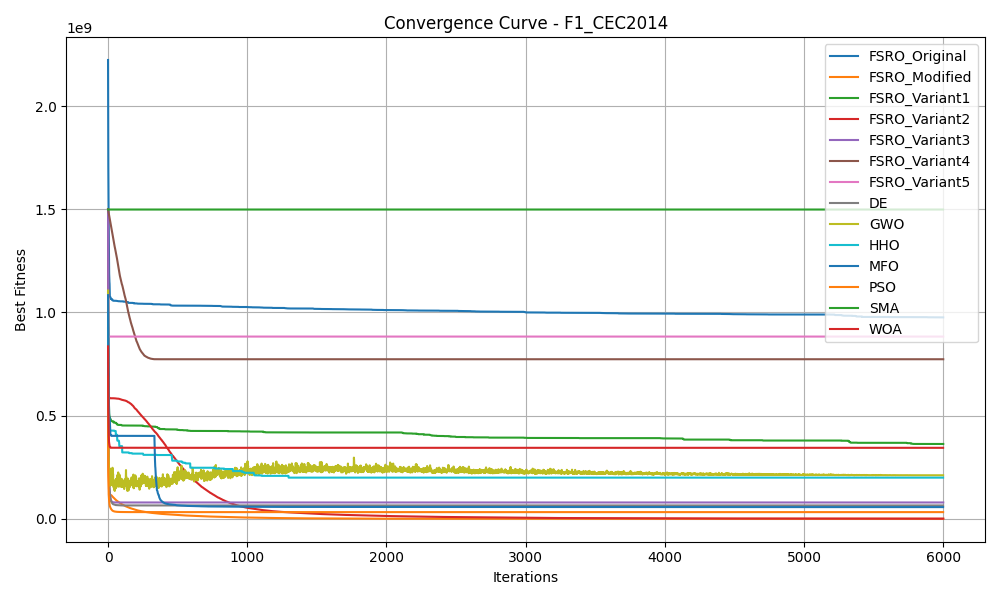 Convergence Curve - F1_CEC2014
1e9
2.0
1.5
1.0
0.5
0.0
Best Fitness
0 1000 2000 3000 4000 5000 6000
Iterations
FSRO_Original
FSRO_Modified
FSRO_Variant1
FSRO_Variant2
FSRO_Variant3
FSRO_Variant4
FSRO_Variant5
DE
GWO
HHO
MFO
PSO
SMA
WOA